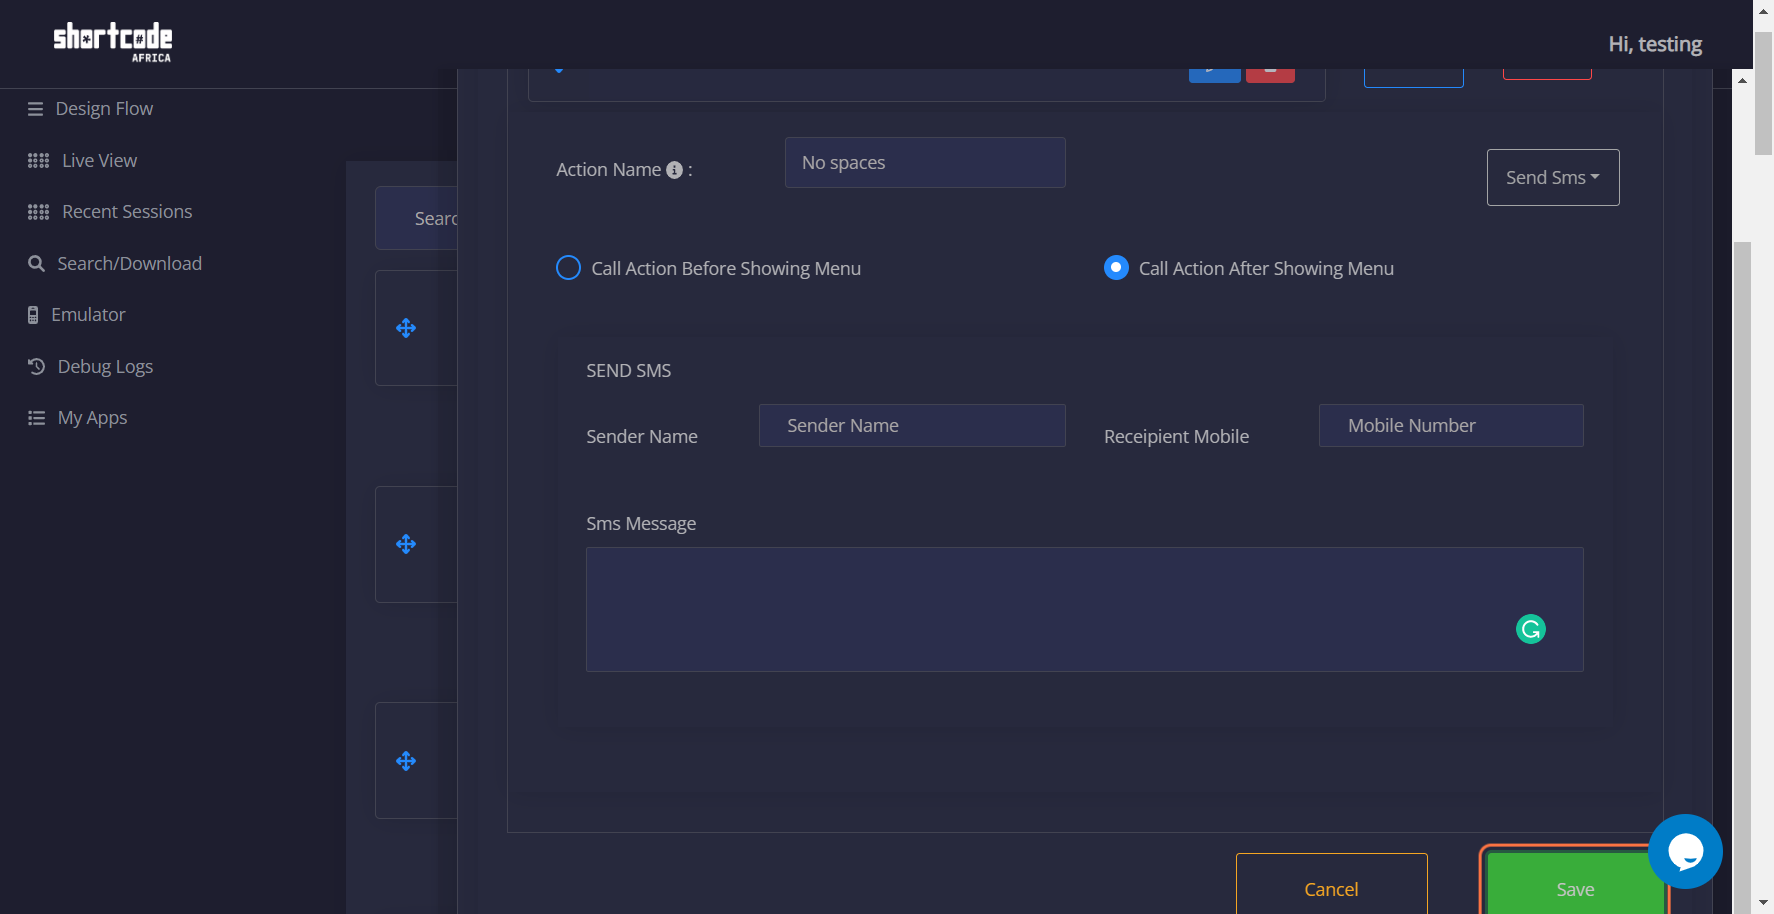 shortcode
AFRICA
Hi, testing
Design Flow
Live View
Recent Sessions
Search/Download
Emulator
Debug Logs
My Apps
Searc
Action Name :
No spaces
Send Sms
Call Action Before Showing Menu
Call Action After Showing Menu
SEND SMS
Sender Name
Sender Name
Receipient Mobile
Mobile Number
Sms Message
Cancel
Save